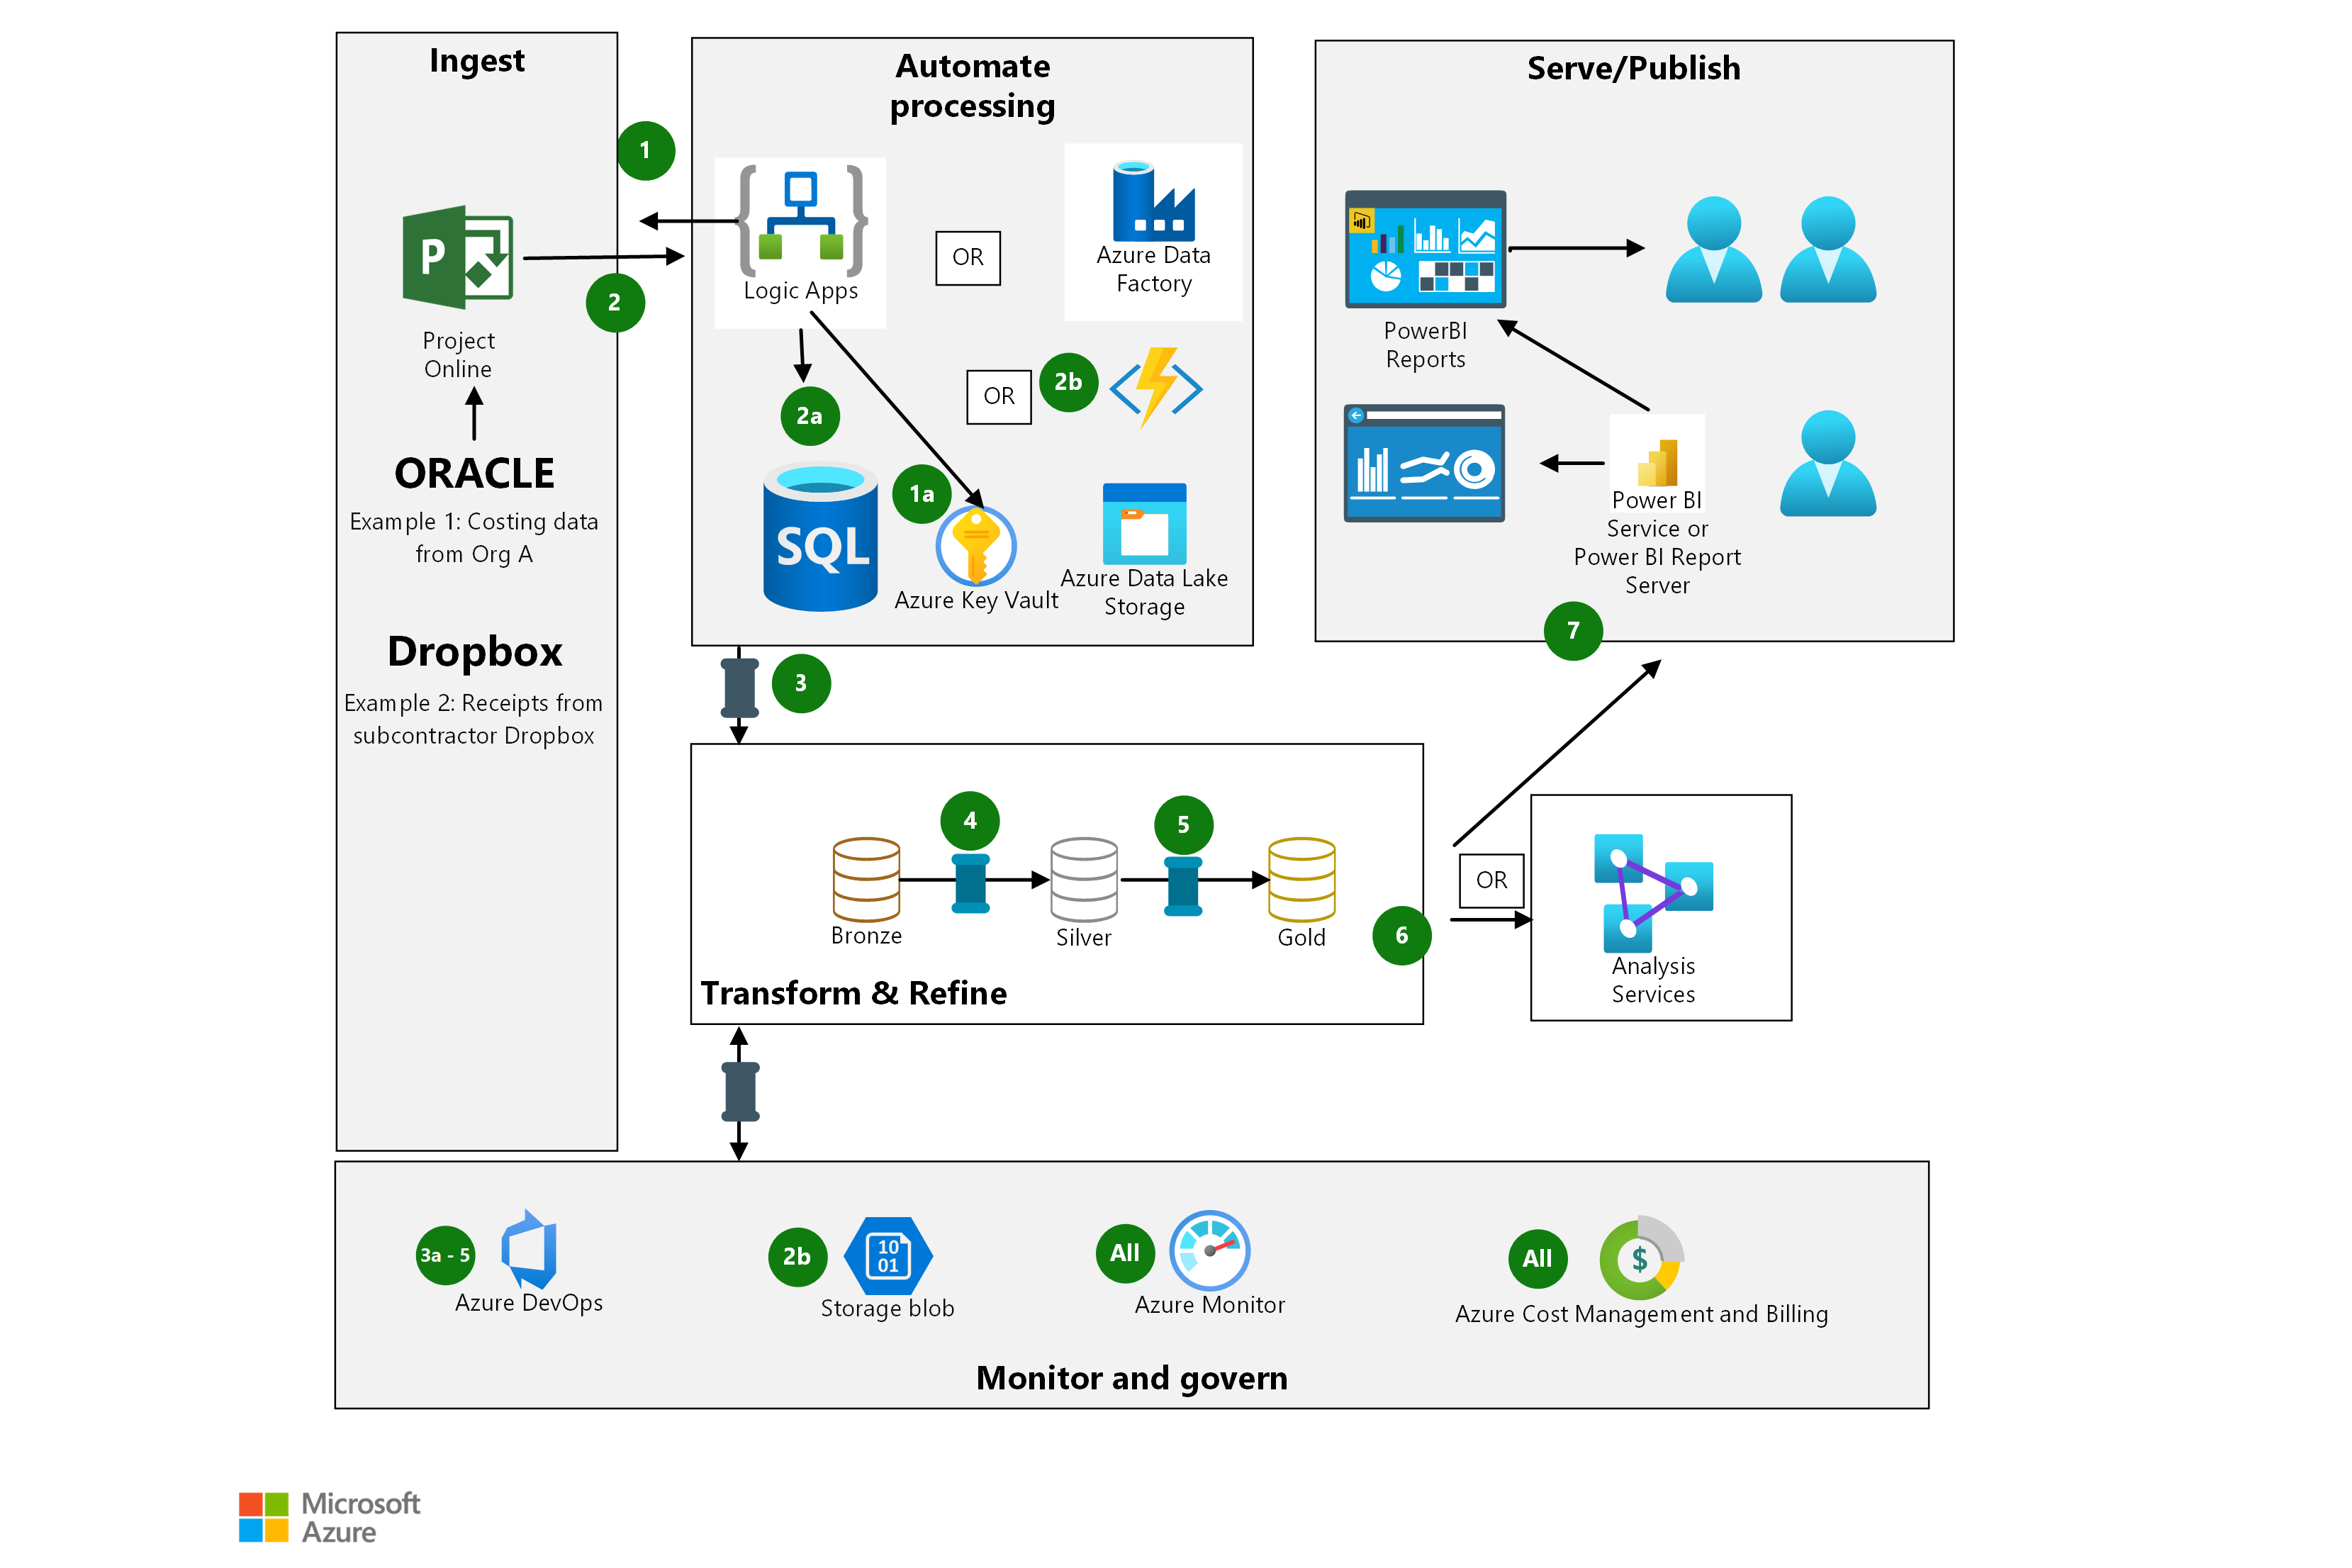 Ingest
1
2
P
Project
Online
ORACLE
Example 1: Costing data
from Org A
Dropbox
Example 2: Receipts from
subcontractor Dropbox
Automate
processing
Logic Apps
OR
Azure Data
Factory
OR
2b
2a
1a
SQL
Azure Key Vault
Azure Data Lake
Storage
Serve/Publish
PowerBI
Reports
Power BI
Service or
Power BI Report
Server
7
3
4
5
Bronze
Silver
Gold
6
Transform & Refine
OR
Analysis
Services
3a - 5
Azure DevOps
2b
10
01
Storage blob
All
Azure Monitor
All
$
Azure Cost Management and Billing
Monitor and govern
Microsoft
Azure